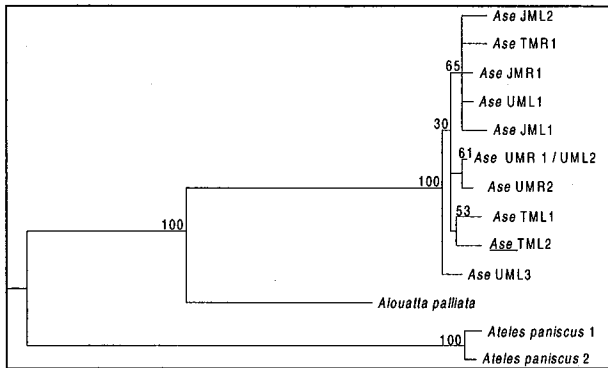 Ase JML2
Ase TMR1
65
Ase JMR1
Ase UML1
30
Ase JML1
61
Ase UMR 1 / UML2
100
Ase UMR2
53
Ase TML1
100
Ase TML2
Ase UML3
Alouatta palliata
Ateles paniscus 1
100
Ateles paniscus 2